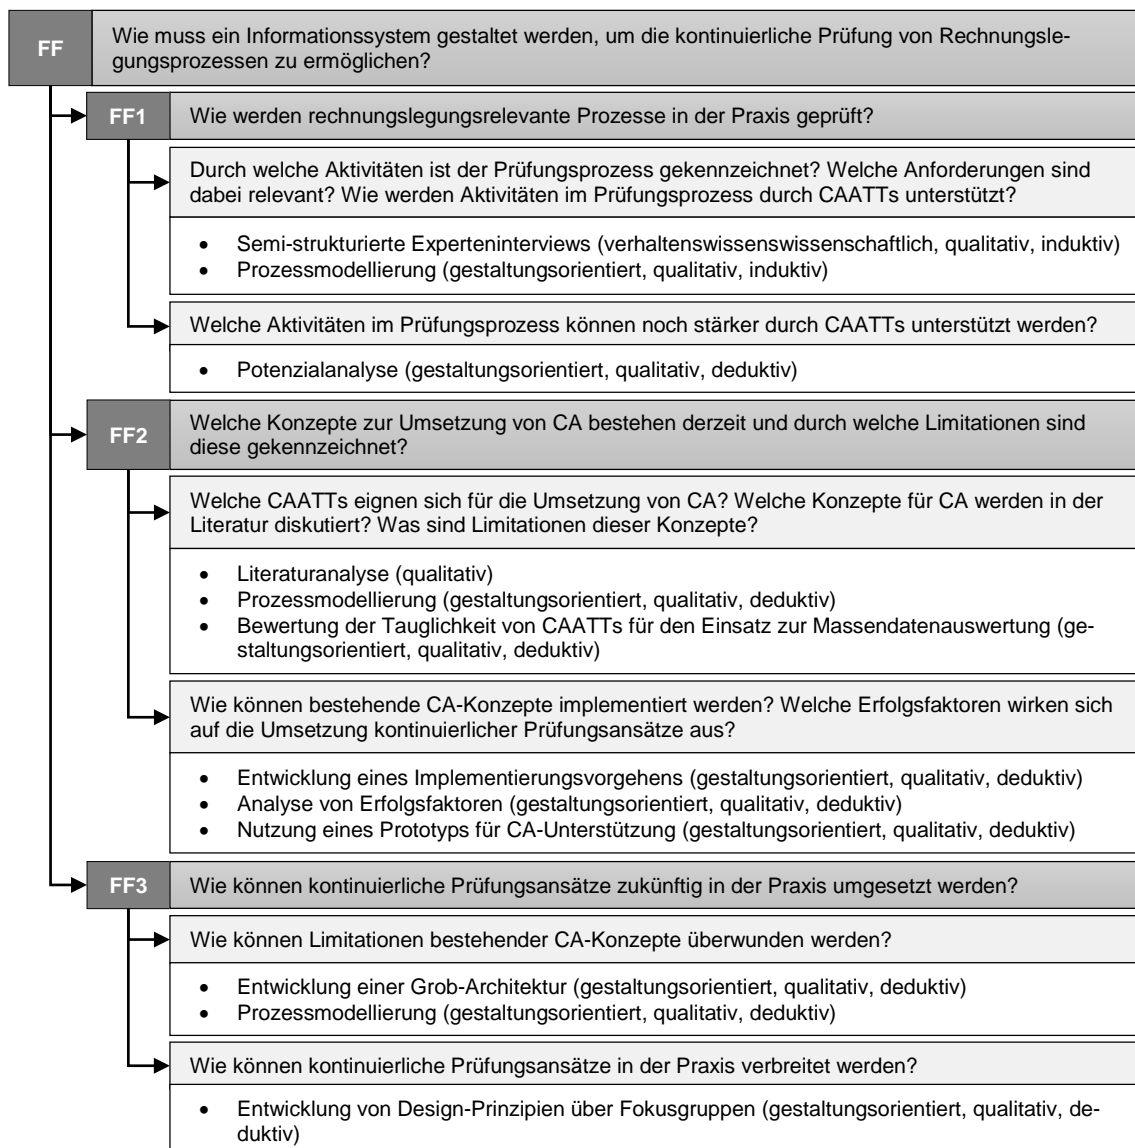 FF
Wie muss ein Informationssystem gestaltet werden, um die kontinuierliche Prüfung von Rechnungsle-
gungsprozessen zu ermöglichen?
FF1
Wie werden rechnungslegungsrelevante Prozesse in der Praxis geprüft?
Durch welche Aktivitäten ist der Prüfungsprozess gekennzeichnet? Welche Anforderungen sind
dabei relevant? Wie werden Aktivitäten im Prüfungsprozess durch CAATTs unterstützt?
• Semi-strukturierte Experteninterviews (verhaltenswissenswissenschaftlich, qualitativ, induktiv)
• Prozessmodellierung (gestaltungsorientiert, qualitativ, induktiv)
Welche Aktivitäten im Prüfungsprozess können noch stärker durch CAATTs unterstützt werden?
• Potenzialanalyse (gestaltungsorientiert, qualitativ, deduktiv)
FF2
Welche Konzepte zur Umsetzung von CA bestehen derzeit und durch welche Limitationen sind
diese gekennzeichnet?
Welche CAATTs eignen sich für die Umsetzung von CA? Welche Konzepte für CA werden in der
Literatur diskutiert? Was sind Limitationen dieser Konzepte?
• Literaturanalyse (qualitativ)
• Prozessmodellierung (gestaltungsorientiert, qualitativ, deduktiv)
• Bewertung der Tauglichkeit von CAATTs für den Einsatz zur Massendatenauswertung (ge-
staltungsorientiert, qualitativ, deduktiv)
Wie können bestehende CA-Konzepte implementiert werden? Welche Erfolgsfaktoren wirken sich
auf die Umsetzung kontinuierlicher Prüfungsansätze aus?
• Entwicklung eines Implementierungsvorgehens (gestaltungsorientiert, qualitativ, deduktiv)
• Analyse von Erfolgsfaktoren (gestaltungsorientiert, qualitativ, deduktiv)
• Nutzung eines Prototyps für CA-Unterstützung (gestaltungsorientiert, qualitativ, deduktiv)
FF3
Wie können kontinuierliche Prüfungsansätze zukünftig in der Praxis umgesetzt werden?
Wie können Limitationen bestehender CA-Konzepte überwunden werden?
• Entwicklung einer Grob-Architektur (gestaltungsorientiert, qualitativ, deduktiv)
• Prozessmodellierung (gestaltungsorientiert, qualitativ, deduktiv)
Wie können kontinuierliche Prüfungsansätze in der Praxis verbreitet werden?
• Entwicklung von Design-Prinzipien über Fokusgruppen (gestaltungsorientiert, qualitativ, de-
duktiv)